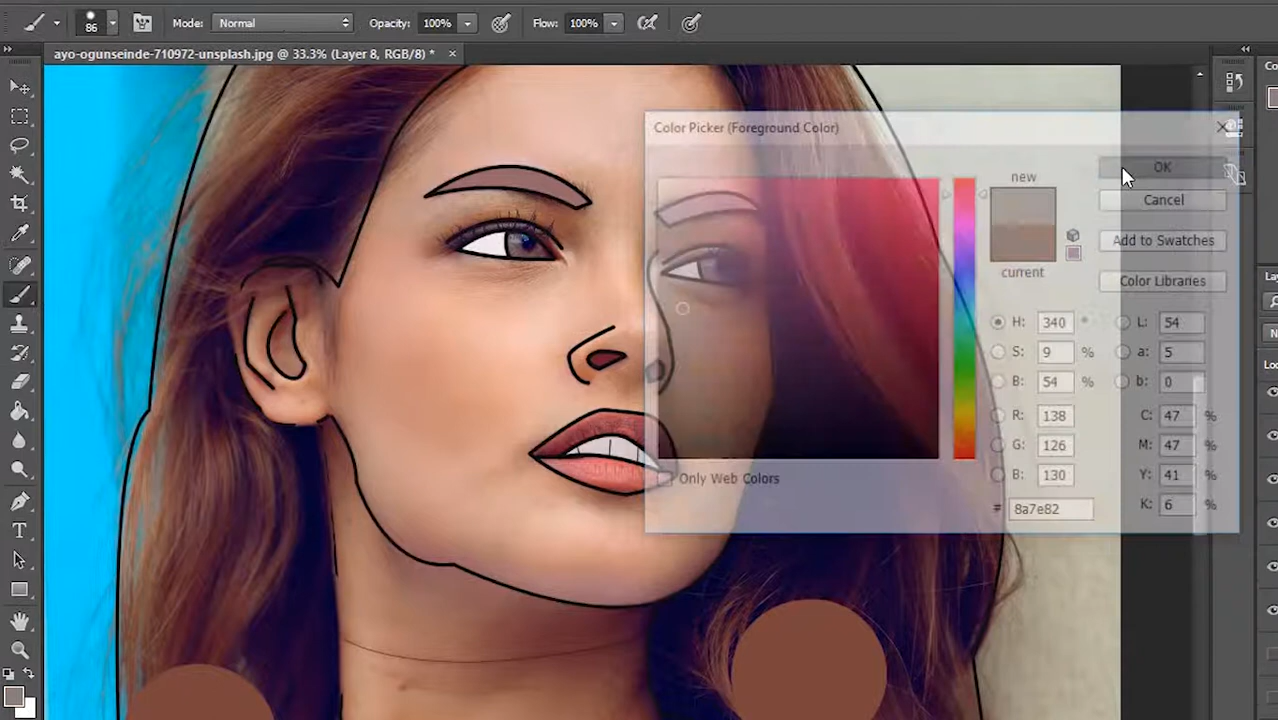 86 Mode: Normal Opacity: 100% Flow: 100%
ayo-ogunseinde-710972-unsplash.jpg @ 33.3% (Layer 8, RGB/8) * ×
Co
Color Picker (Foreground Color)
new
OK
Cancel
Add to Swatches
current
Color Libraries
H: 340 °
L: 54
S: 9 %
a: 5
B: 54 %
b: 0
R: 138
C: 47 %
G: 126
M: 47 %
B: 130
Y: 41 %
Only Web Colors
# 8a7e82
K: 6 %
T